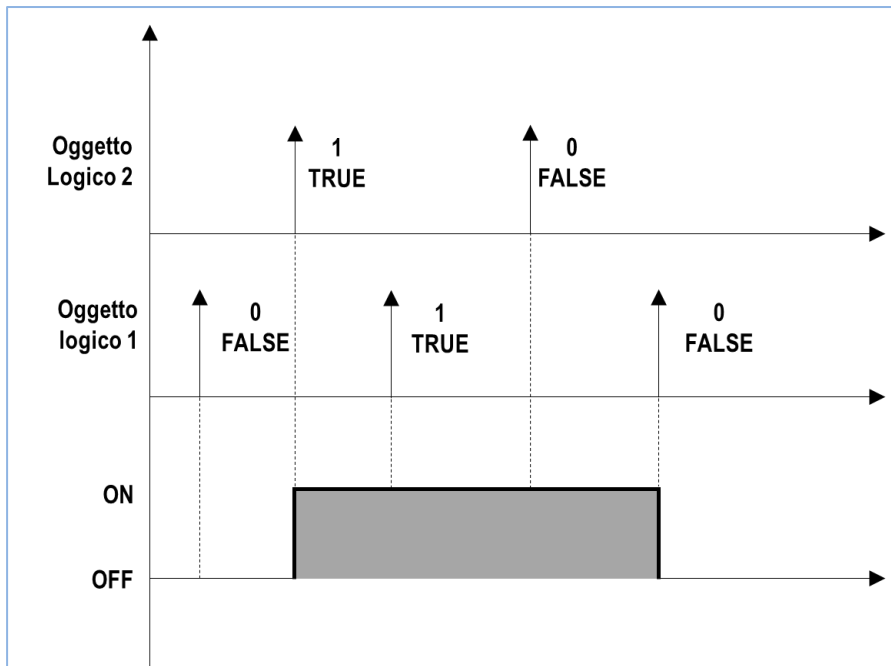 Oggetto
Logico 2
1
TRUE
0
FALSE
Oggetto
logico 1
0
FALSE
1
TRUE
0
FALSE
ON
OFF